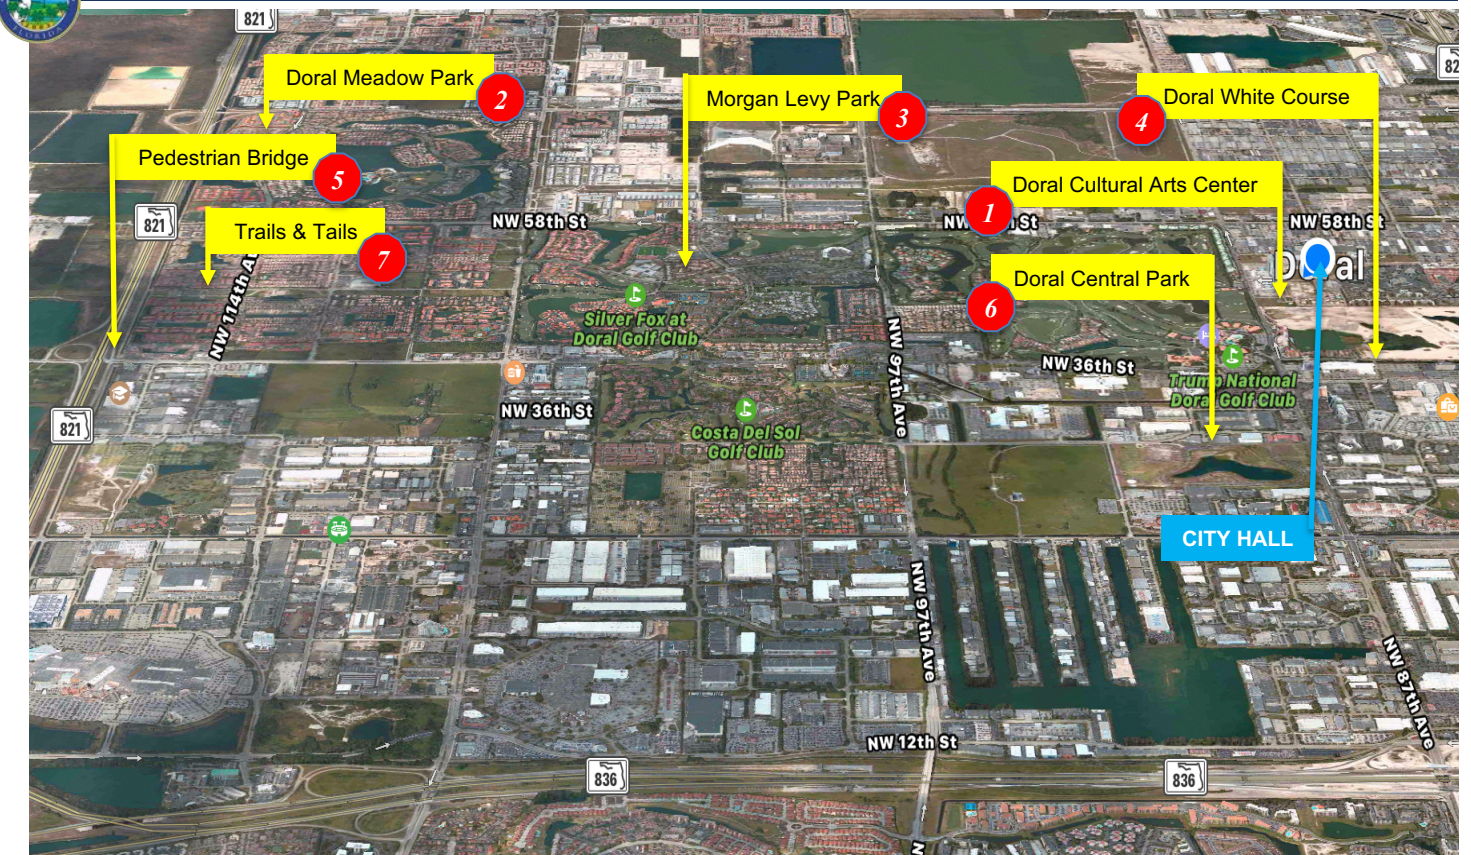 FLORIDA
821
Doral Meadow Park
2
Morgan Levy Park
3
Doral White Course
4
Pedestrian Bridge
5
Doral Cultural Arts Center
1
821
NW 58th St
NW
St
NW 58th St
Trails & Tails
7
NW 114th
Doral Central Park
6
Silver Fox at
Doral Golf Club
NW 97th Ave
NW 36th St
Trump National
Doral Golf Club
821
NW 36th St
Costa Del Sol
Golf Club
CITY HALL
NW 97th Ave
NW 87th Ave
NW 12th St
836
836